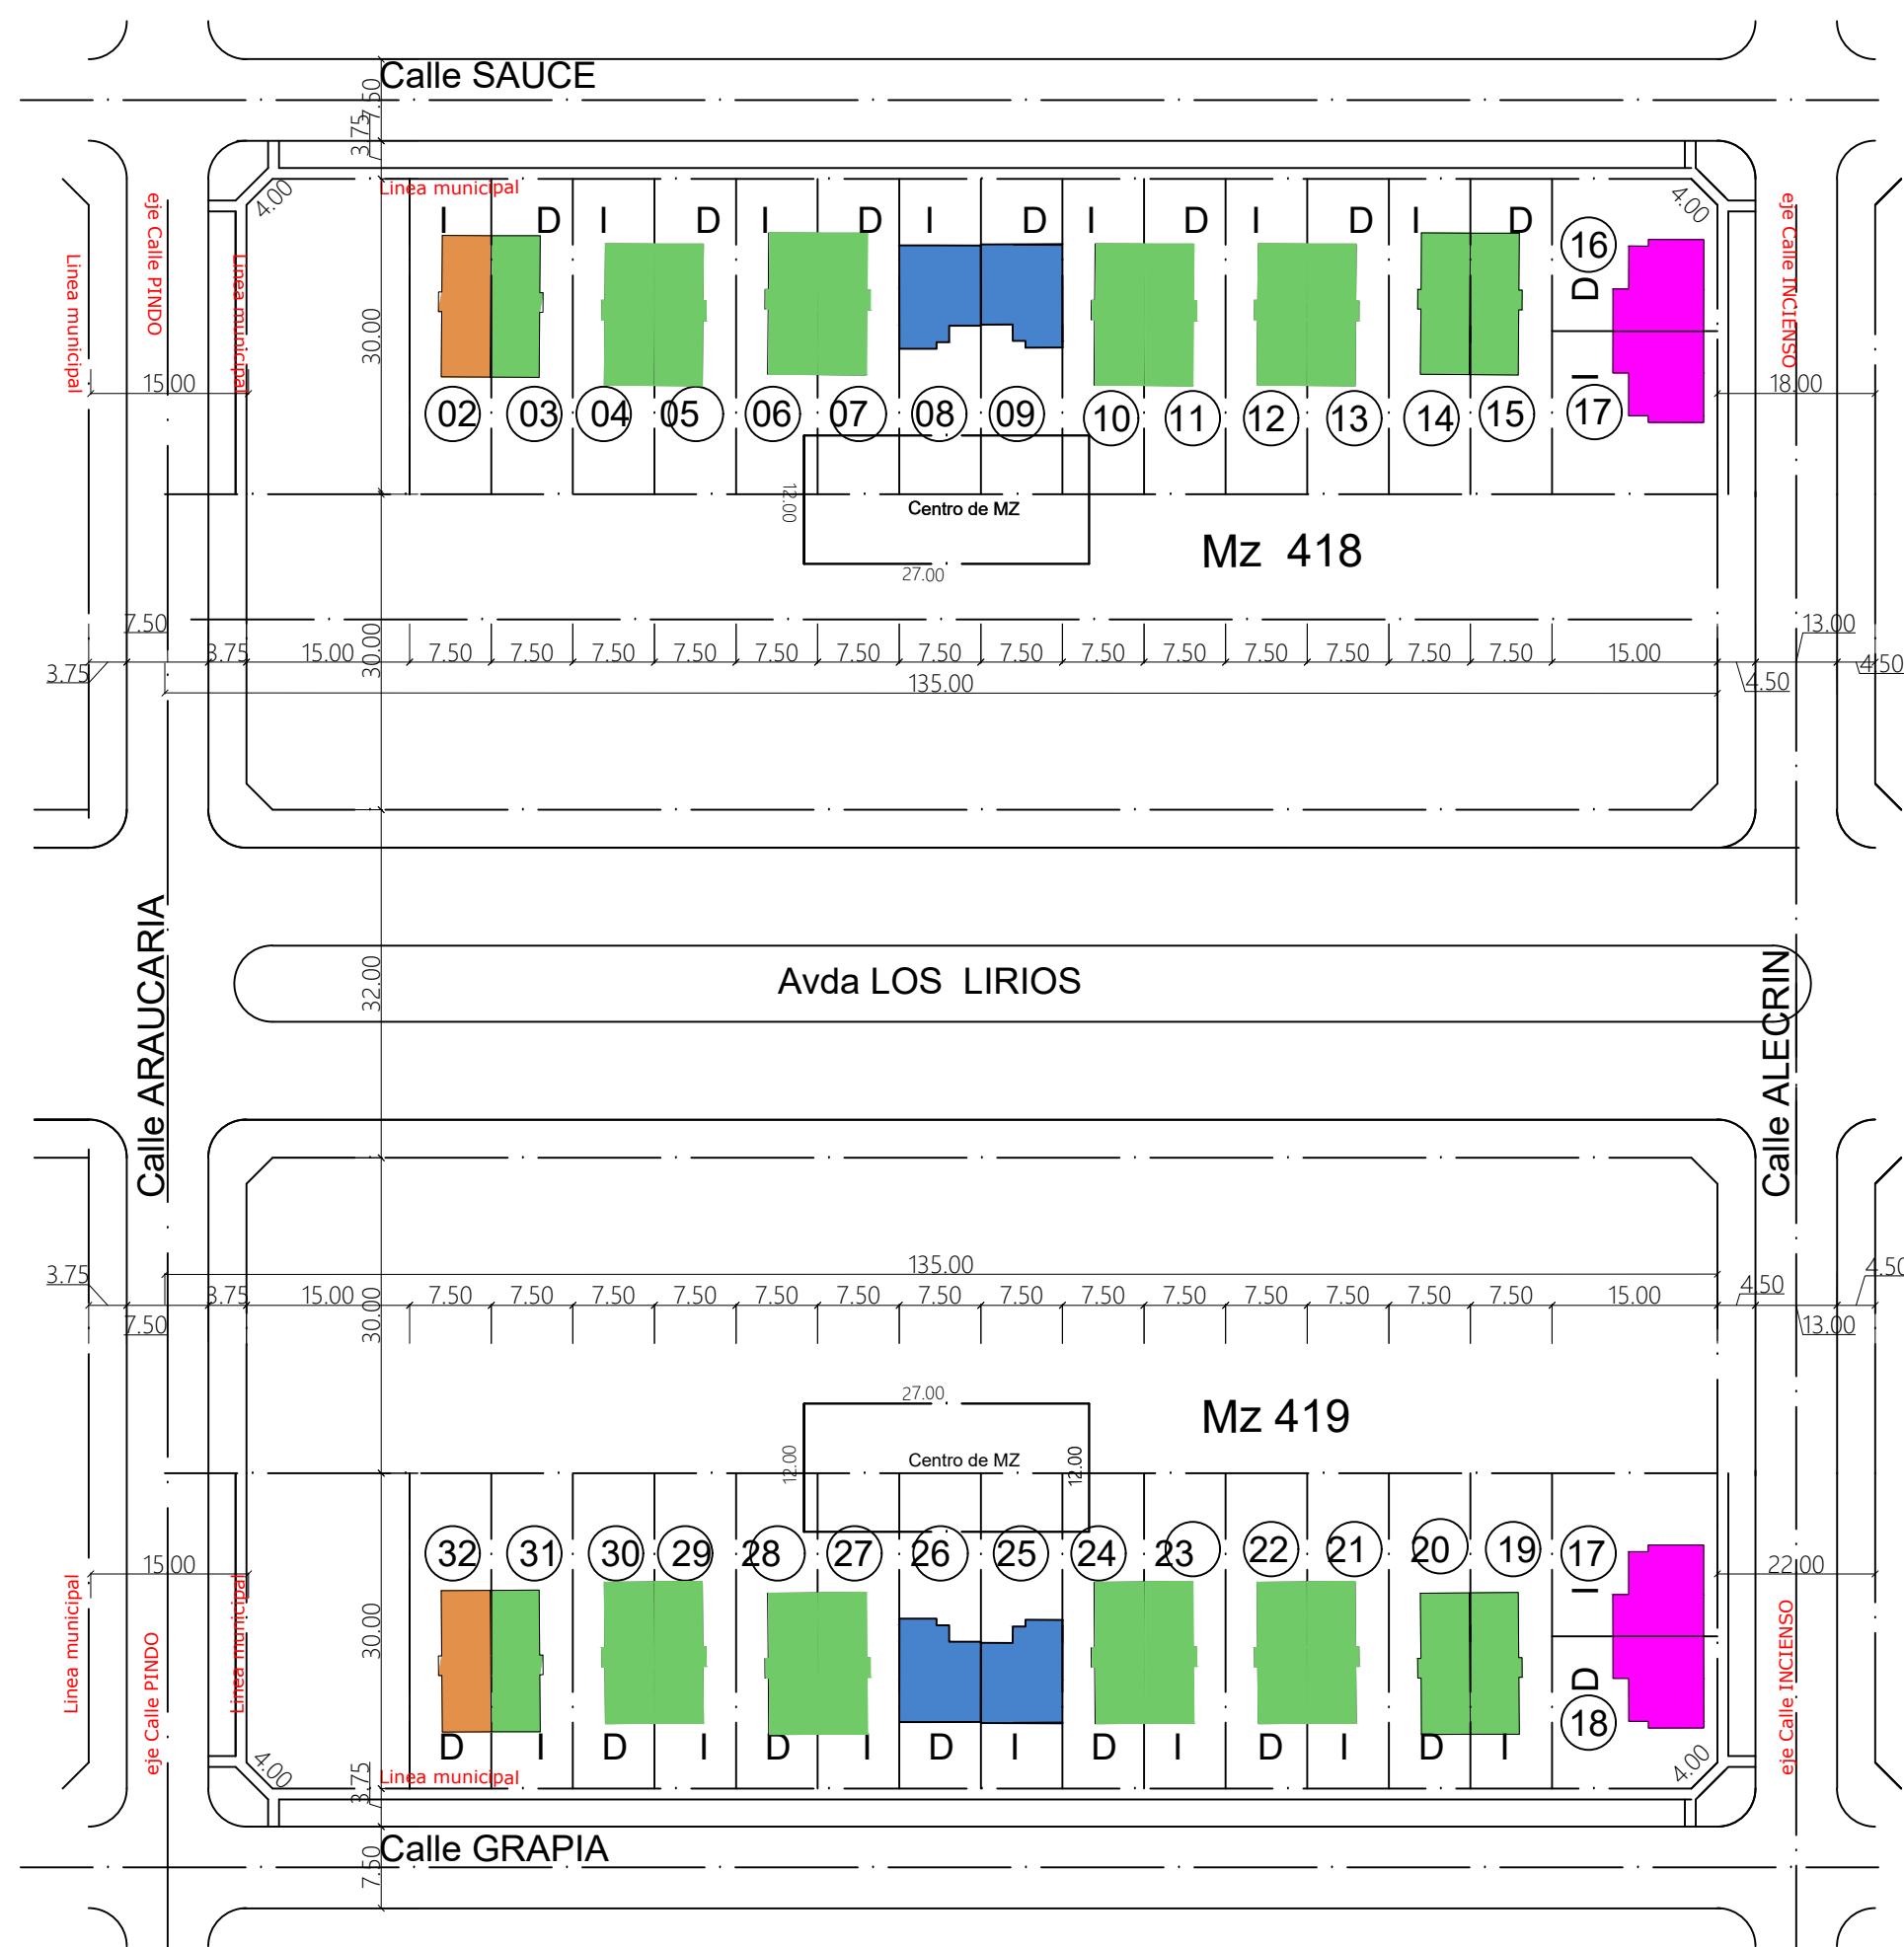 Calle SAUCE
7.50
3.75
Linea municipal
4.00
4.00
eje Calle PINDO
Linea municipal
Linea municipal
eje Calle INCIENSO
I D I D I D I D I D I D I D
16
D
I
30.00
15.00
18.00
02 03 04 05 06 07 08 09 10 11 12 13 14 15 17
12.00
Centro de MZ
27.00
Mz 418
7.50
3.75
3.75 15.00 7.50 7.50 7.50 7.50 7.50 7.50 7.50 7.50 7.50 7.50 7.50 7.50 7.50 7.50 15.00
30.00
13.00
4.50
4.50
135.00
Calle ARAUCARIA
32.00
Avda LOS LIRIOS
Calle ALECRIN
135.00
3.75
7.50
3.75 15.00 7.50 7.50 7.50 7.50 7.50 7.50 7.50 7.50 7.50 7.50 7.50 7.50 7.50 7.50 15.00
30.00
4.50
4.50
13.00
27.00
Mz 419
12.00
Centro de MZ
12.00
32 31 30 29 28 27 26 25 24 23 22 21 20 19 17
15.00
22.00
I
D
18
30.00
Linea municipal
eje Calle PINDO
Linea municipal
eje Calle INCIENSO
D I D I D I D I D I D I D I
4.00
4.00
Linea municipal
3.75
Calle GRAPIA
7.50